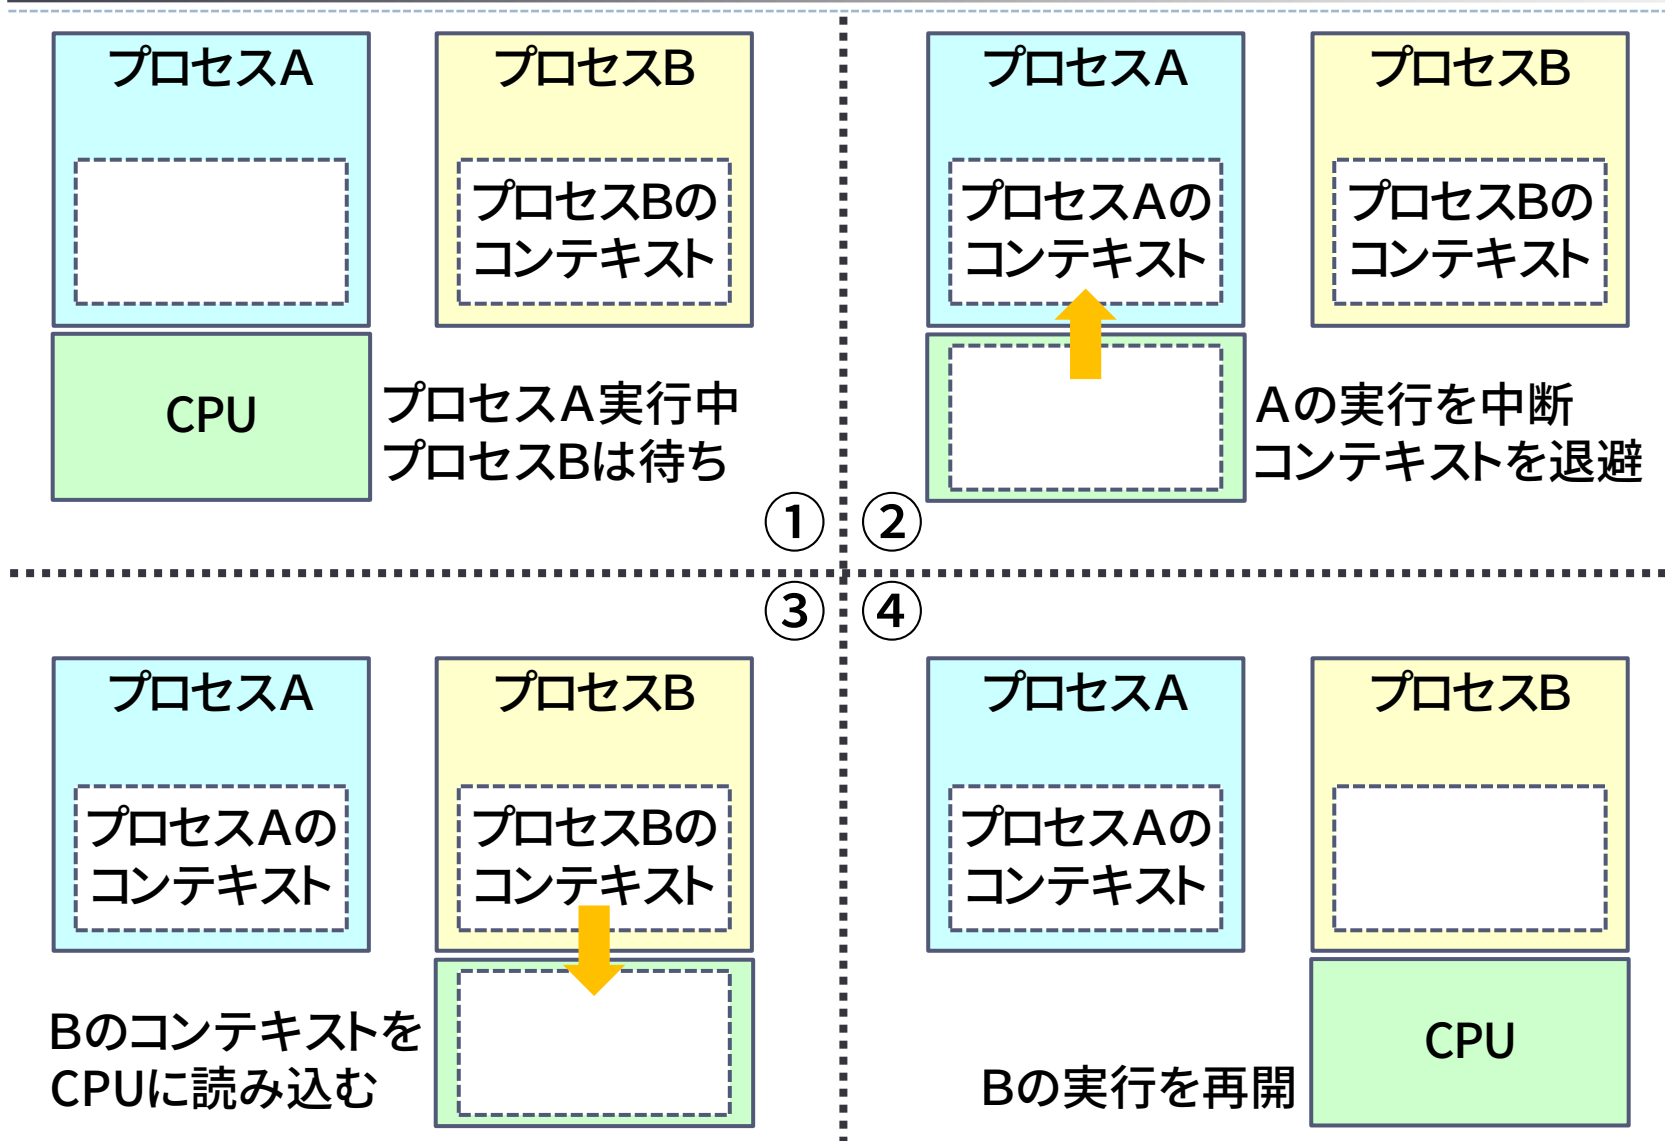 プロセスA
プロセスB
プロセスBの
コンテキスト
CPU
プロセスA実行中
プロセスBは待ち
①
プロセスA
プロセスB
プロセスAの
コンテキスト
プロセスBの
コンテキスト
Aの実行を中断
コンテキストを退避
②
③
プロセスA
プロセスB
プロセスAの
コンテキスト
プロセスBの
コンテキスト
Bのコンテキストを
CPUに読み込む
④
プロセスA
プロセスB
プロセスAの
コンテキスト
CPU
Bの実行を再開